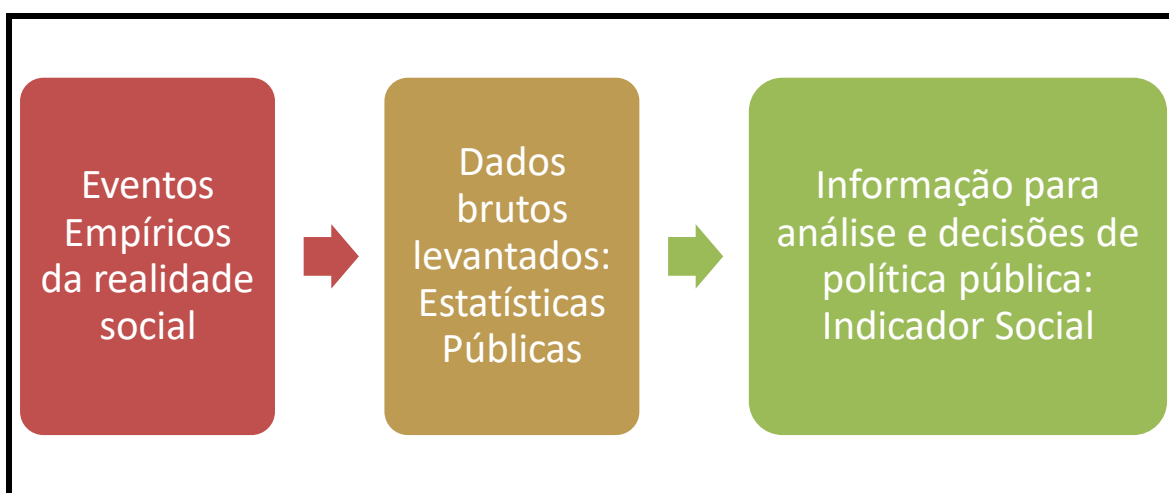 Eventos
Empíricos
da realidade
social
Dados
brutos
levantados:
Estatísticas
Públicas
Informação para
análise e decisões de
política pública:
Indicador Social